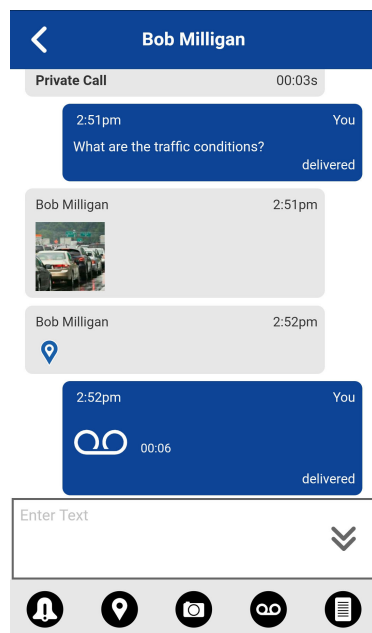 Bob Milligan
Private Call 00:03s
2:51pm You
What are the traffic conditions?
delivered
Bob Milligan 2:51pm
Bob Milligan 2:52pm
2:52pm You
00:06
delivered
Enter Text